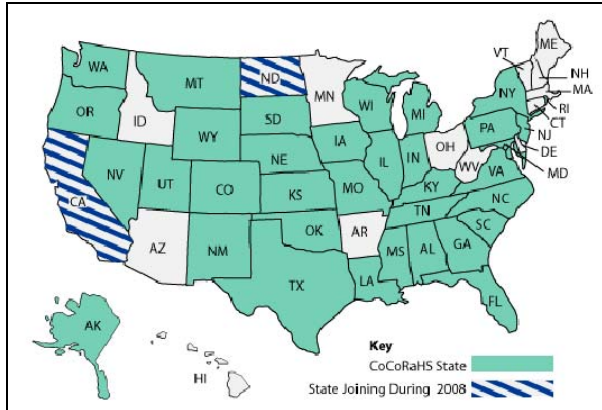 WA
MT
ND
MN
VT
ME
NH
MA
RI
CT
NJ
DE
MD
OR
ID
WY
SD
WI
MI
NY
PA
IA
NE
NV
UT
CO
KS
MO
IL
IN
OH
WV
VA
KY
CA
AZ
NM
OK
AR
TN
NC
SC
TX
LA
MS
AL
GA
FL
AK
HI
Key
CoCoRaHS State
State Joining During 2008